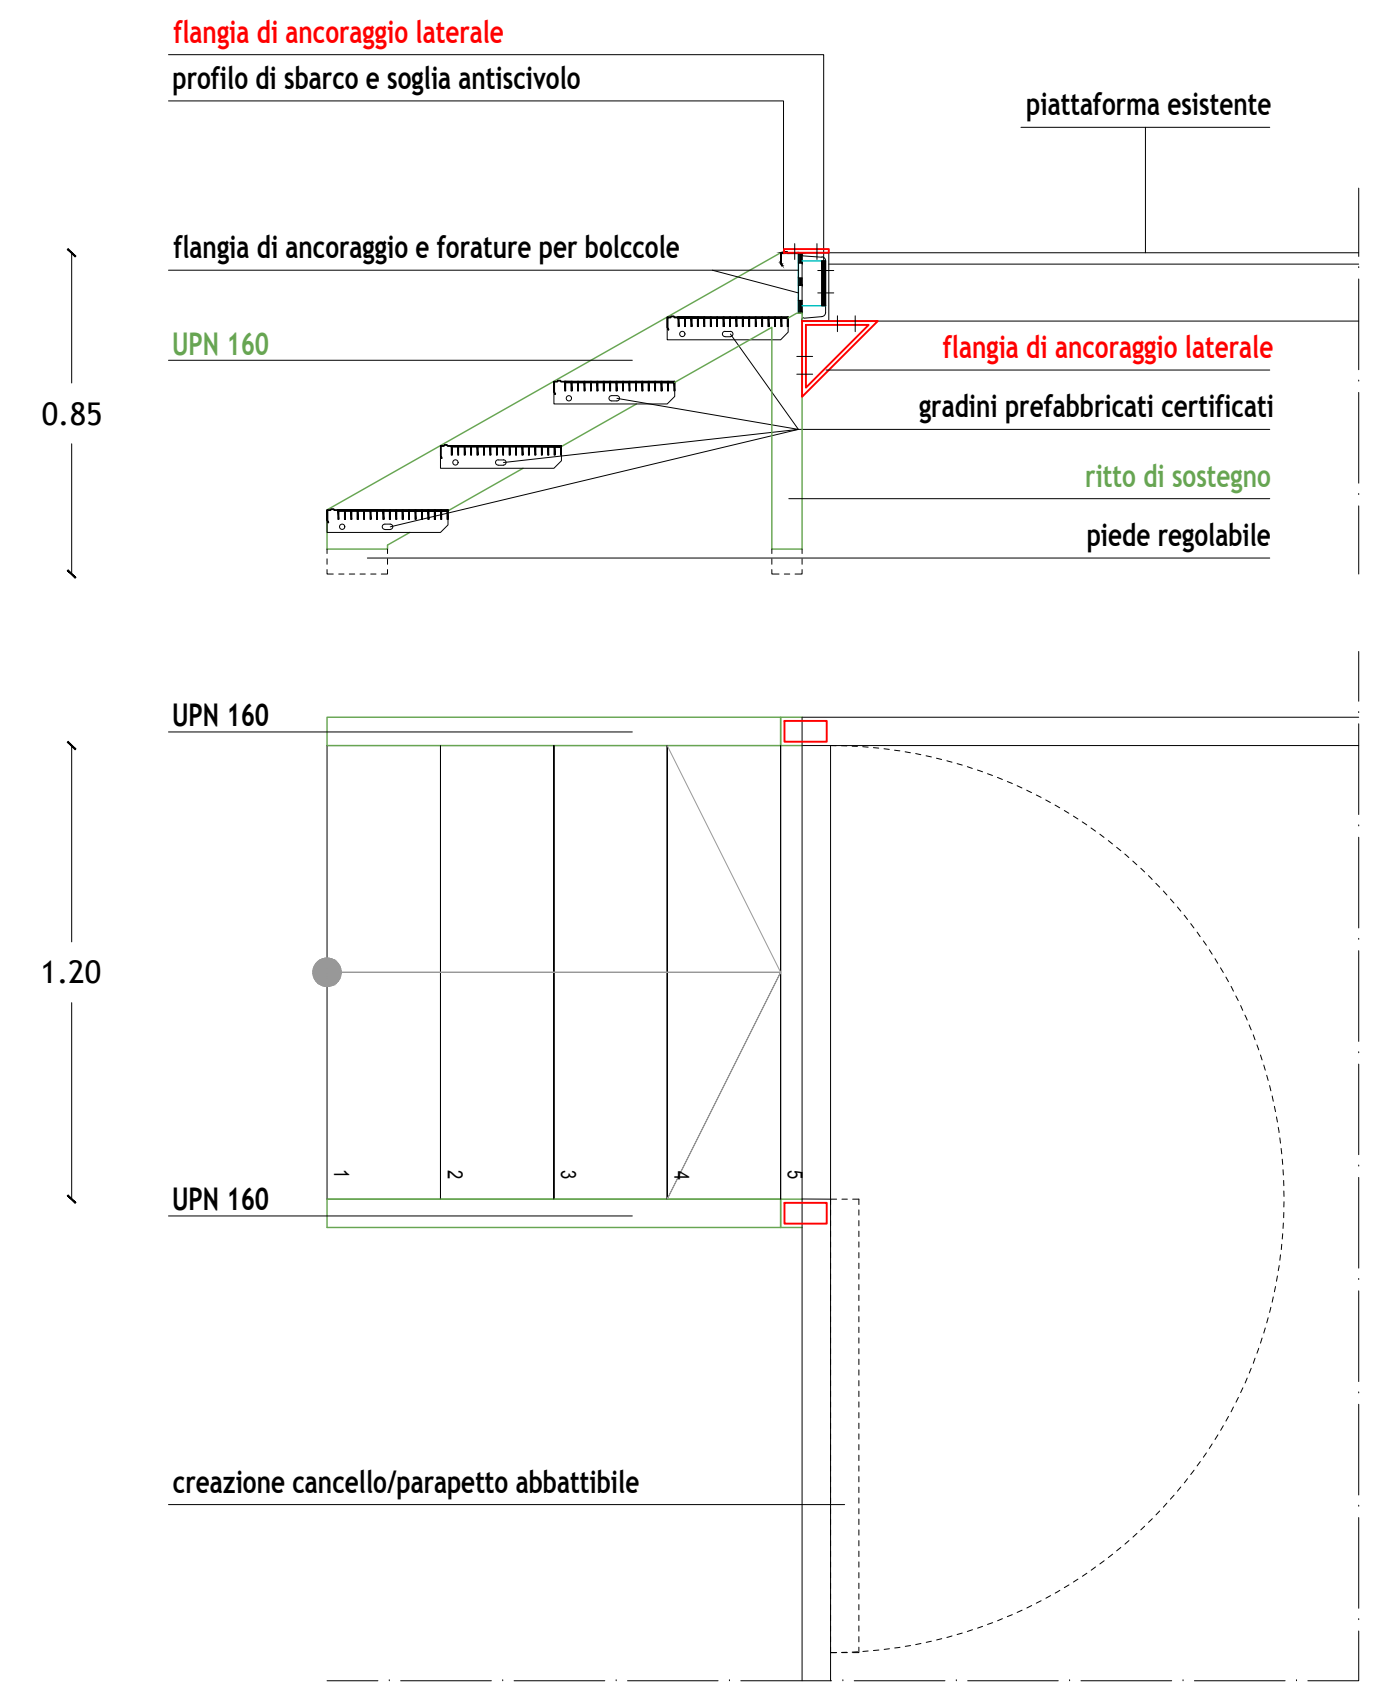 flangia di ancoraggio laterale
profilo di sbarco e soglia antiscivolo
piattaforma esistente
flangia di ancoraggio e forature per bolccole
UPN 160
flangia di ancoraggio laterale
0.85
gradini prefabbricati certificati
ritto di sostegno
piede regolabile
UPN 160
1.20
1 2 3 4 5
UPN 160
creazione cancello/parapetto abbattibile